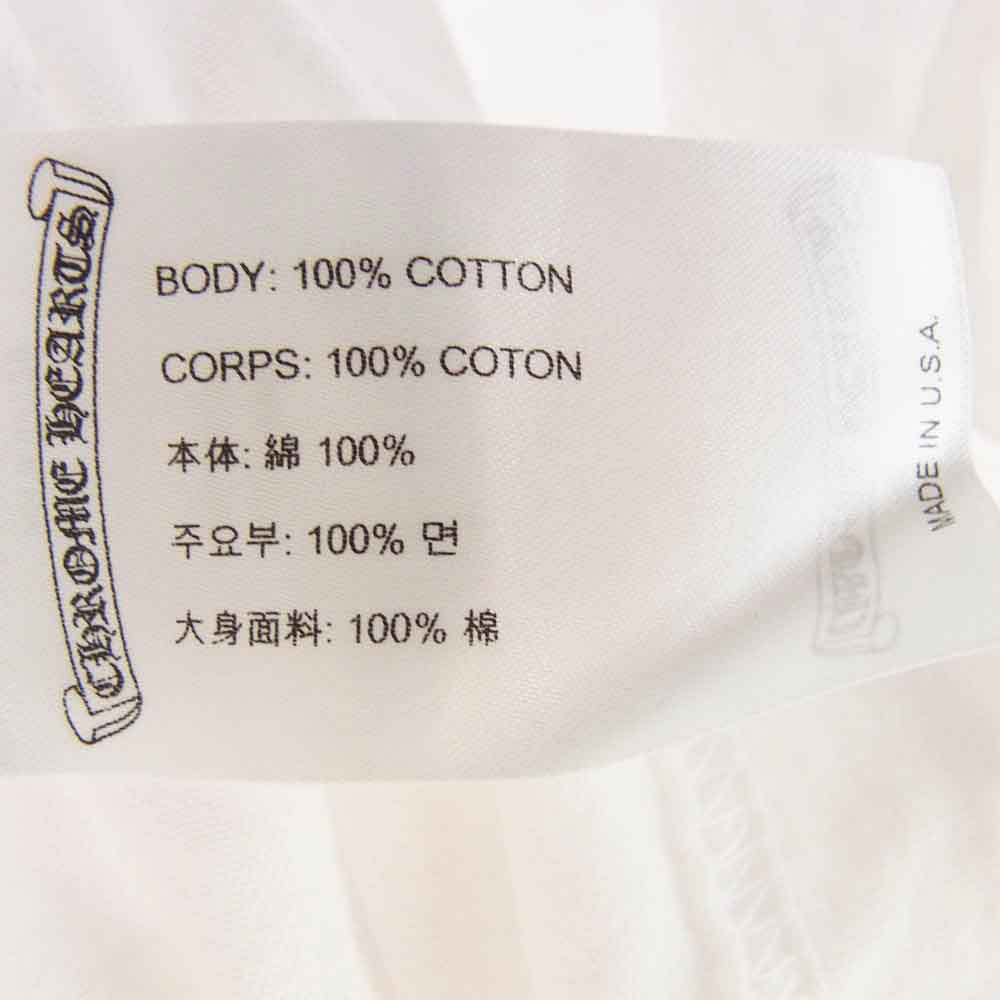 CHROME HEARTS
BODY: 100% COTTON
CORPS: 100% COTON
本体: 綿 100%
주요부: 100% 면
大身面料: 100% 棉
MADE IN U.S.A.